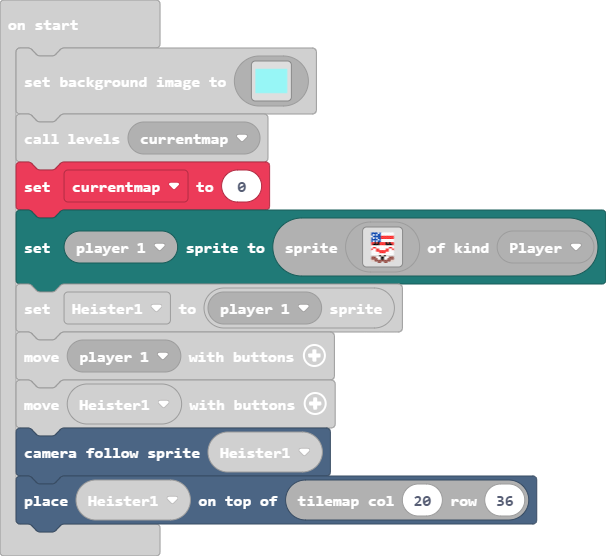 on start
set background image to
call levels currentmap
set currentmap to 0
set player 1 sprite to sprite of kind Player
set Heister1 to player 1 sprite
move player 1 with buttons
move Heister1 with buttons
camera follow sprite Heister1
place Heister1 on top of tilemap col 20 row 36